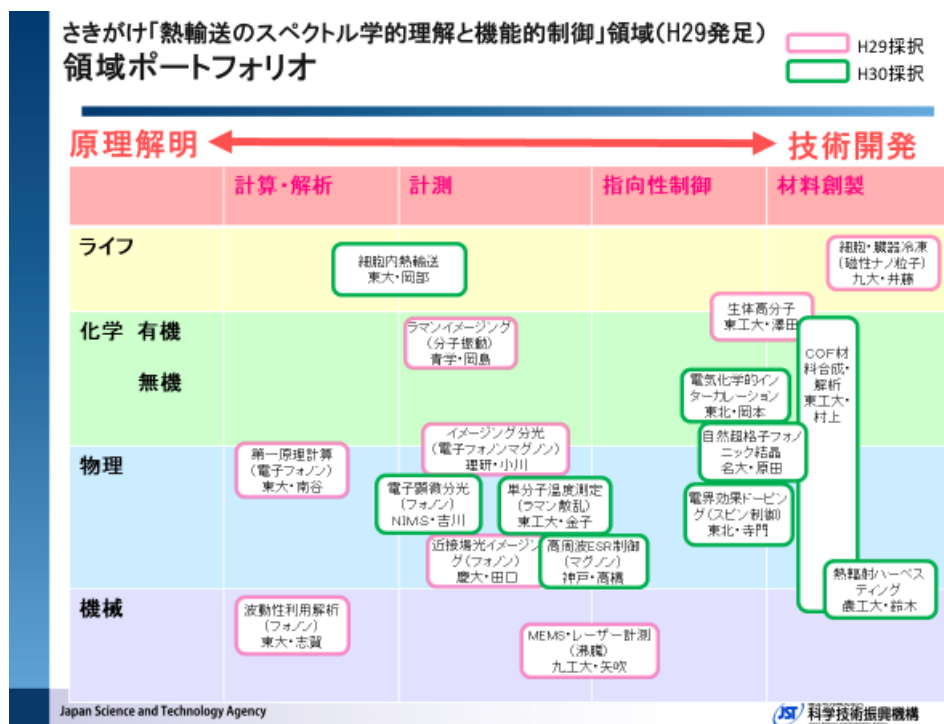 さきがけ「熱輸送のスペクトル学的理解と機能的制御」領域(H29発足)
領域ポートフォリオ
H29採択
H30採択
原理解明
技術開発
計算・解析
計測
指向性制御
材料創製
ライフ
細胞内熱輸送
東大・岡部
細胞・臓器冷凍
(磁性ナノ粒子)
九大・井藤
生体高分子
東工大・澤田
化学 有機
無機
ラマンイメージング
(分子振動)
青学・岡島
COF材
料合成・
解析
東工大・
村上
電気化学的イン
ターカレーション
東北・岡本
イメージング分光
(電子フォノンマグノン)
理研・小川
自然超格子フォノ
ニック結晶
名大・原田
物理
第一原理計算
(電子フォノン)
東大・南谷
電子顕微分光
(フォノン)
NIMS・吉川
単分子温度測定
(ラマン散乱)
東工大・金子
電界効果ドーピン
グ(スピン制御)
東北・寺門
近接場光イメージン
グ(フォノン)
慶大・田口
高周波ESR制御
(マグノン)
神戸・高橋
熱輻射ハーベス
ティング
農工大・鈴木
機械
波動性利用解析
(フォノン)
東大・志賀
MEMS・レーザー計測
(沸騰)
九工大・矢吹
Japan Science and Technology Agency
JST 科学技術振興機構